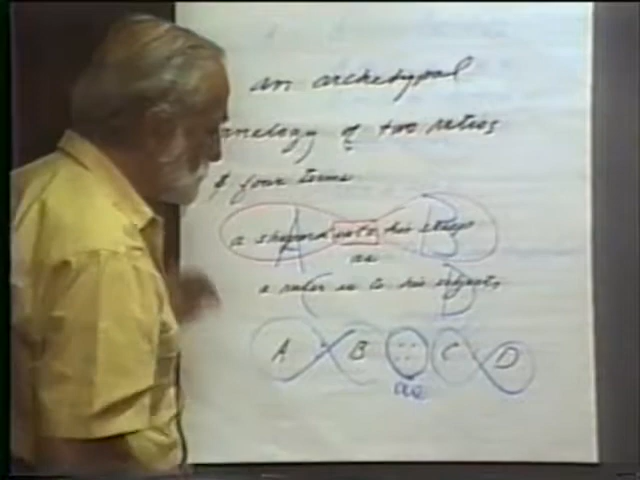 an archetypal
analogy of two ratios
& four terms
a sheperd is to his sheep
as
a ruler is to his subjects
A : B :: C : D
as